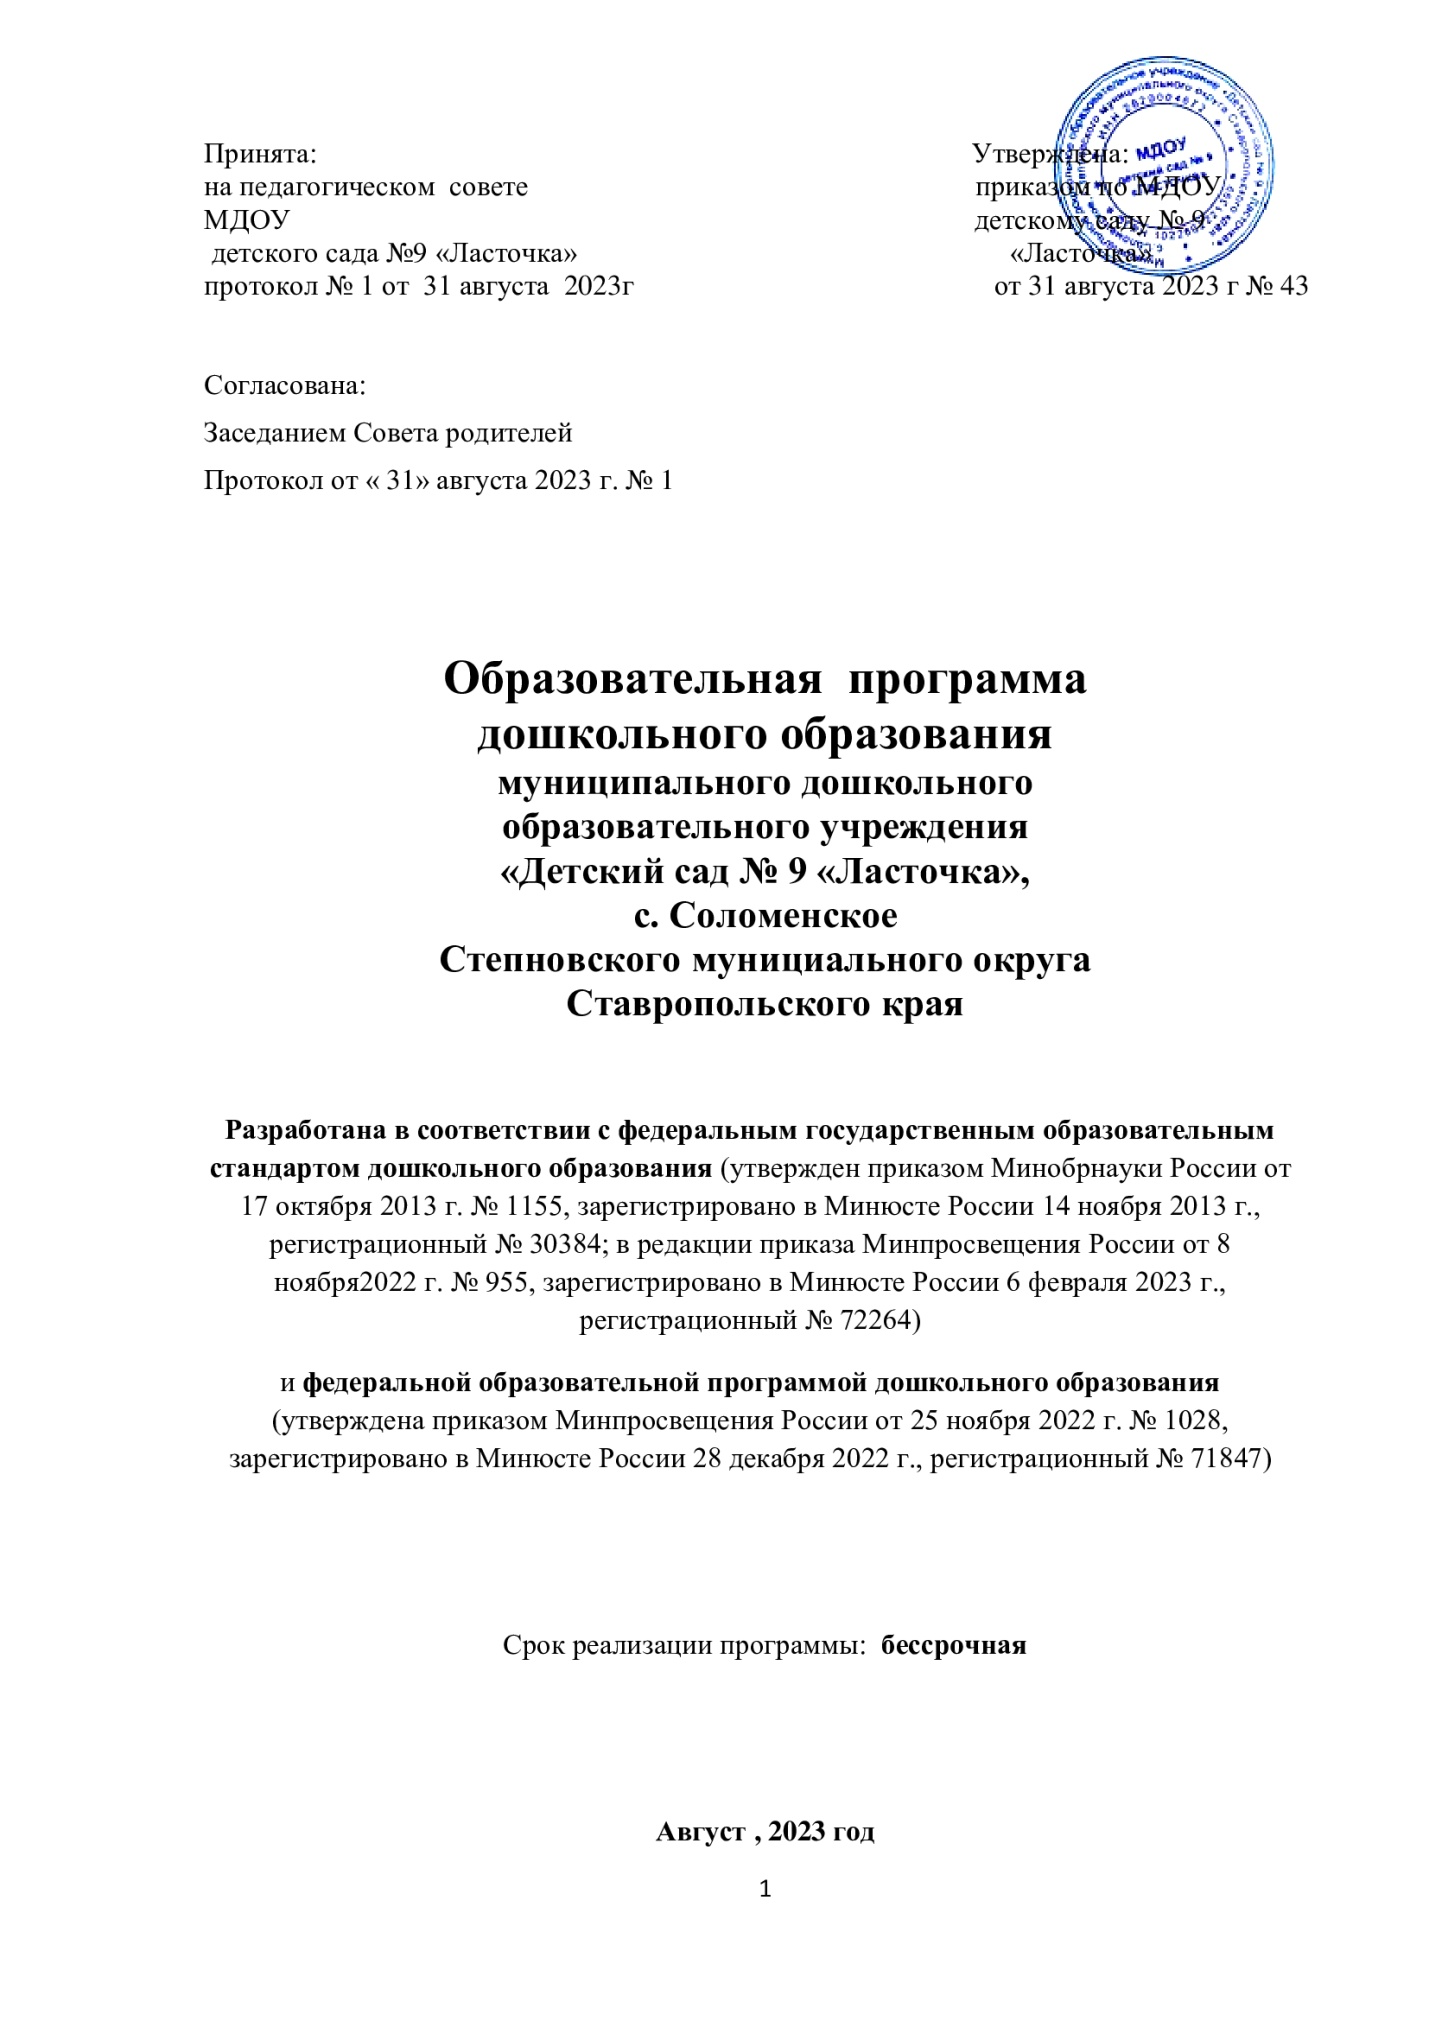 Принята:
на педагогическом совете
МДОУ
детского сада №9 «Ласточка»
протокол № 1 от 31 августа 2023г
Утверждена:
приказом по МДОУ
детскому саду № 9
«Ласточка»
от 31 августа 2023 г № 43
МДОУ
детский сад № 9
Согласована:
Заседанием Совета родителей
Протокол от « 31» августа 2023 г. № 1
Образовательная программа
дошкольного образования
муниципального дошкольного
образовательного учреждения
«Детский сад № 9 «Ласточка»,
с. Соломенское
Степновского мунициального округа
Ставропольского края
Разработана в соответствии с федеральным государственным образовательным
стандартом дошкольного образования (утвержден приказом Минобрнауки России от
17 октября 2013 г. № 1155, зарегистрировано в Минюсте России 14 ноября 2013 г.,
регистрационный № 30384; в редакции приказа Минпросвещения России от 8
ноября2022 г. № 955, зарегистрировано в Минюсте России 6 февраля 2023 г.,
регистрационный № 72264)
и федеральной образовательной программой дошкольного образования
(утверждена приказом Минпросвещения России от 25 ноября 2022 г. № 1028,
зарегистрировано в Минюсте России 28 декабря 2022 г., регистрационный № 71847)
Срок реализации программы: бессрочная
Август , 2023 год
1